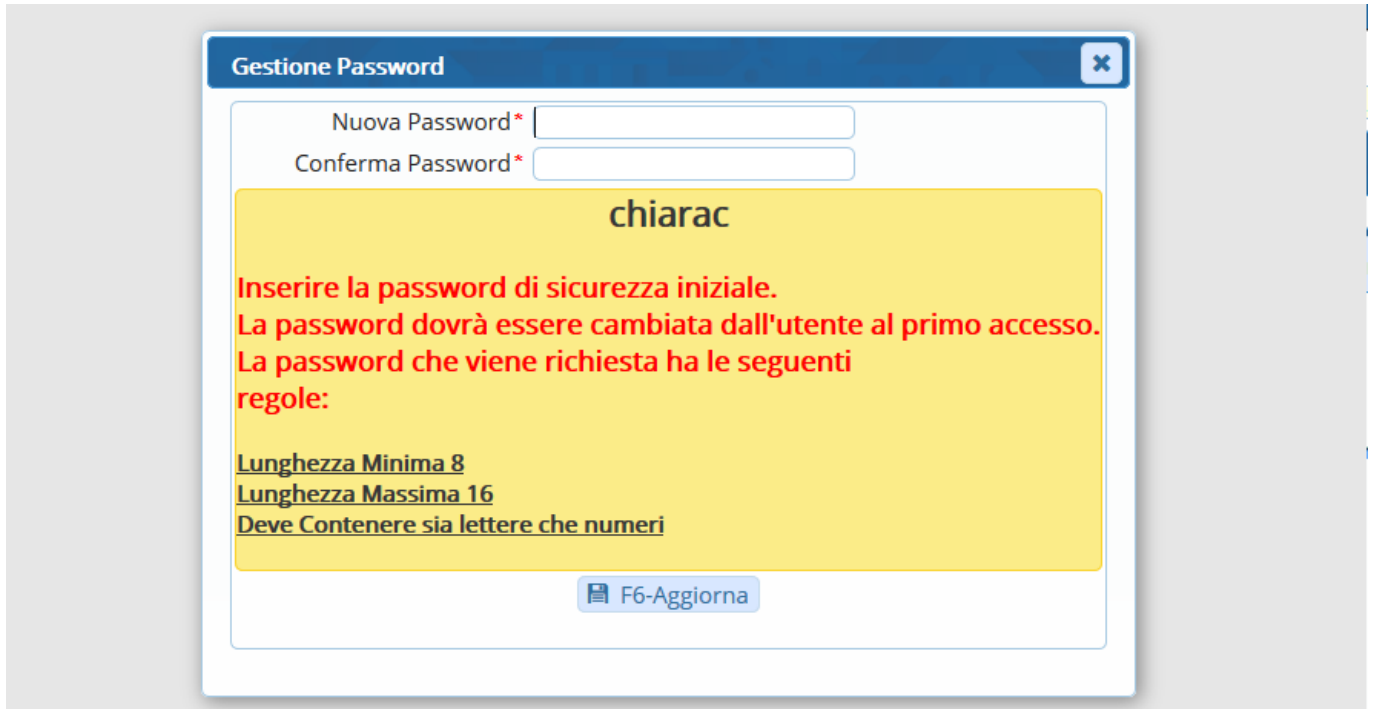 Gestione Password
Nuova Password*
Conferma Password*
chiarac
Inserire la password di sicurezza iniziale.
La password dovrà essere cambiata dall'utente al primo accesso.
La password che viene richiesta ha le seguenti
regole:
Lunghezza Minima 8
Lunghezza Massima 16
Deve Contenere sia lettere che numeri
F6-Aggiorna